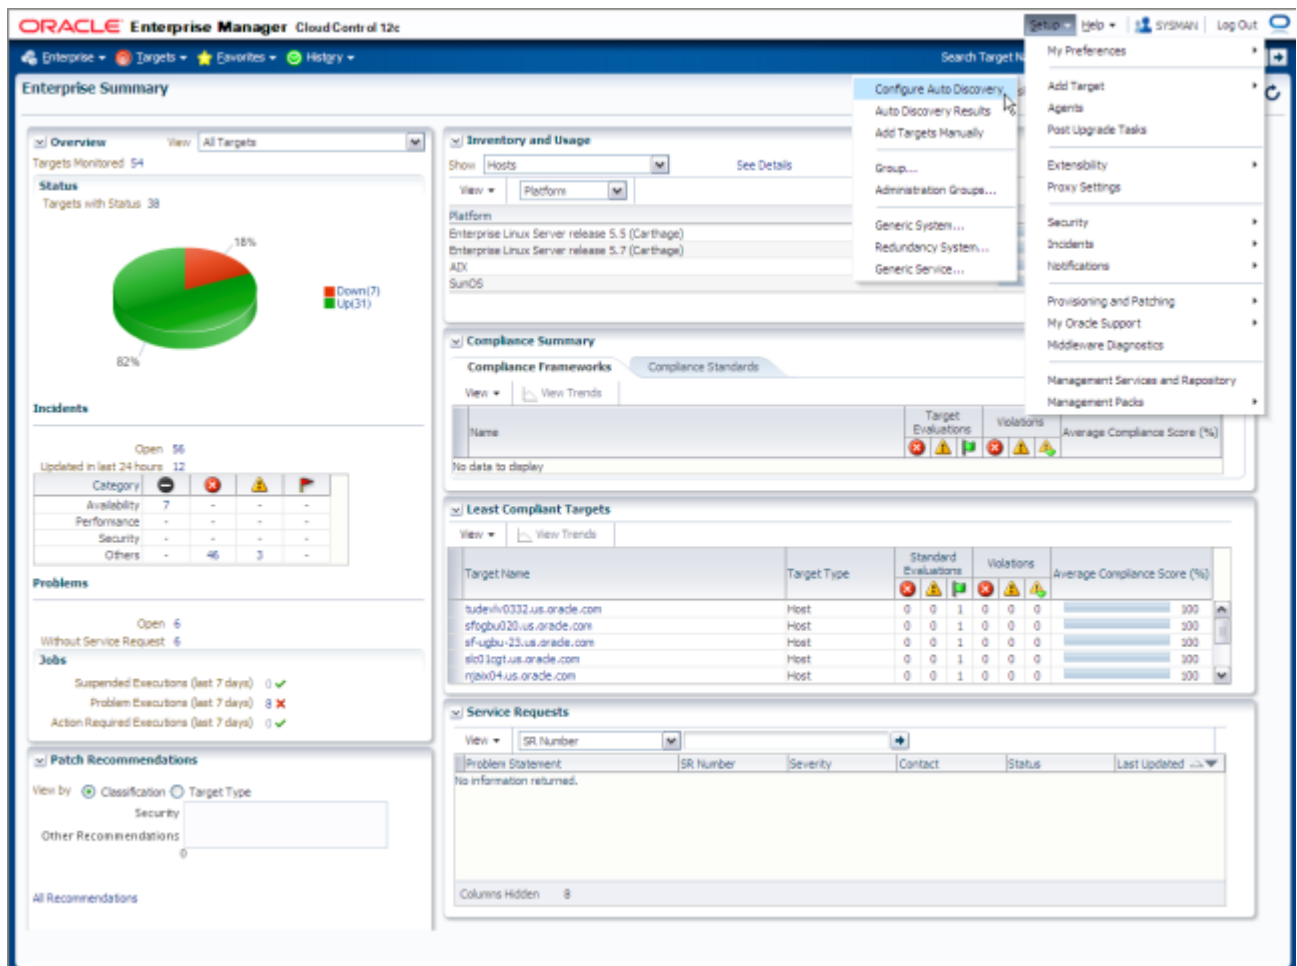 ORACLE Enterprise Manager Cloud Control 12c
Setup Help SYSMAN Log Out
Enterprise Targets Favorites History Search Target
Enterprise Summary
My Preferences
Add Target
Agents
Post Upgrade Tasks
Extensibility
Proxy Settings
Security
Incidents
Notifications
Provisioning and Patching
My Oracle Support
Middleware Diagnostics
Management Services and Repository
Management Packs
Configure Auto Discovery
Auto Discovery Results
Add Targets Manually
Group...
Administration Groups...
Generic System...
Redundancy System...
Generic Service...
Overview View All Targets
Targets Monitored 54
Status
Targets with Status 38
18%
Down(7)
Up(31)
82%
Incidents
Open 56
Updated in last 24 hours 12
Category
Availability 7 - - -
Performance - - - -
Security - - - -
Others - 46 3 -
Problems
Open 6
Without Service Request 6
Jobs
Suspended Executions (last 7 days) 0
Problem Executions (last 7 days) 8
Action Required Executions (last 7 days) 0
Patch Recommendations
View by Classification Target Type
Security
Other Recommendations
0
All Recommendations
Inventory and Usage
Show Hosts See Details
View Platform
Platform
Enterprise Linux Server release 5.5 (Carthage)
Enterprise Linux Server release 5.7 (Carthage)
AIX
SunOS
Compliance Summary
Compliance Frameworks Compliance Standards
View View Trends
Name Target Evaluations Violations Average Compliance Score (%)
No data to display
Least Compliant Targets
View View Trends
Target Name Target Type Standard Evaluations Violations Average Compliance Score (%)
tudevlv0332.us.oracle.com Host 0 0 1 0 0 0 100
sfogbu020.us.oracle.com Host 0 0 1 0 0 0 100
sf-ugbu-23.us.oracle.com Host 0 0 1 0 0 0 100
slc01cgt.us.oracle.com Host 0 0 1 0 0 0 100
njaix04.us.oracle.com Host 0 0 1 0 0 0 100
Service Requests
View SR Number
Problem Statement SR Number Severity Contact Status Last Updated
No information returned.
Columns Hidden 8